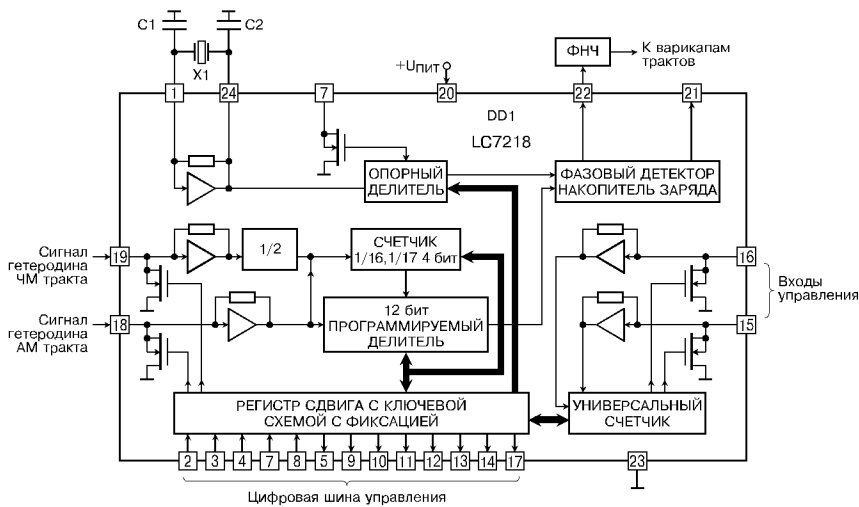 C1
C2
X1
ФНЧ
К варикапам
трактов
+Uпит
1
24
7
20
22
21
DD1
LC7218
ОПОРНЫЙ
ДЕЛИТЕЛЬ
ФАЗОВЫЙ ДЕТЕКТОР
НАКОПИТЕЛЬ ЗАРЯДА
Сигнал
гетеродина
ЧМ тракта
19
1/2
СЧЕТЧИК
1/16,1/17 4 бит
16
Входы
управления
Сигнал
гетеродина
АМ тракта
18
12 бит
ПРОГРАММИРУЕМЫЙ
ДЕЛИТЕЛЬ
15
РЕГИСТР СДВИГА С КЛЮЧЕВОЙ
СХЕМОЙ С ФИКСАЦИЕЙ
УНИВЕРСАЛЬНЫЙ
СЧЕТЧИК
2 3 4 7 8 5 9 10 11 12 13 14 17
23
Цифровая шина управления